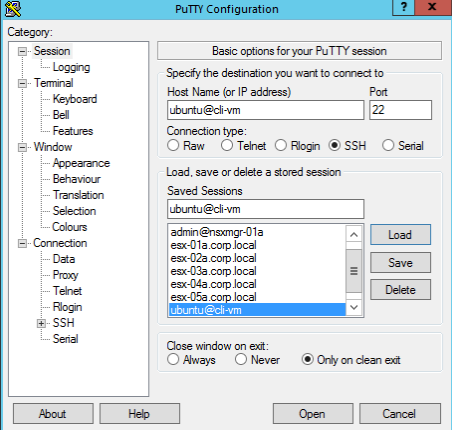 PuTTY Configuration
? x
Category:
Session
Logging
Terminal
Keyboard
Bell
Features
Window
Appearance
Behaviour
Translation
Selection
Colours
Connection
Data
Proxy
Telnet
Rlogin
SSH
Serial
Basic options for your PuTTY session
Specify the destination you want to connect to
Host Name (or IP address) Port
ubuntu@cli-vm 22
Connection type:
Raw Telnet Rlogin SSH Serial
Load, save or delete a stored session
Saved Sessions
ubuntu@cli-vm
admin@nsxmgr-01a
esx-01a.corp.local
esx-02a.corp.local
esx-03a.corp.local
esx-04a.corp.local
esx-05a.corp.local
ubuntu@cli-vm
Load
Save
Delete
Close window on exit:
Always Never Only on clean exit
About Help Open Cancel